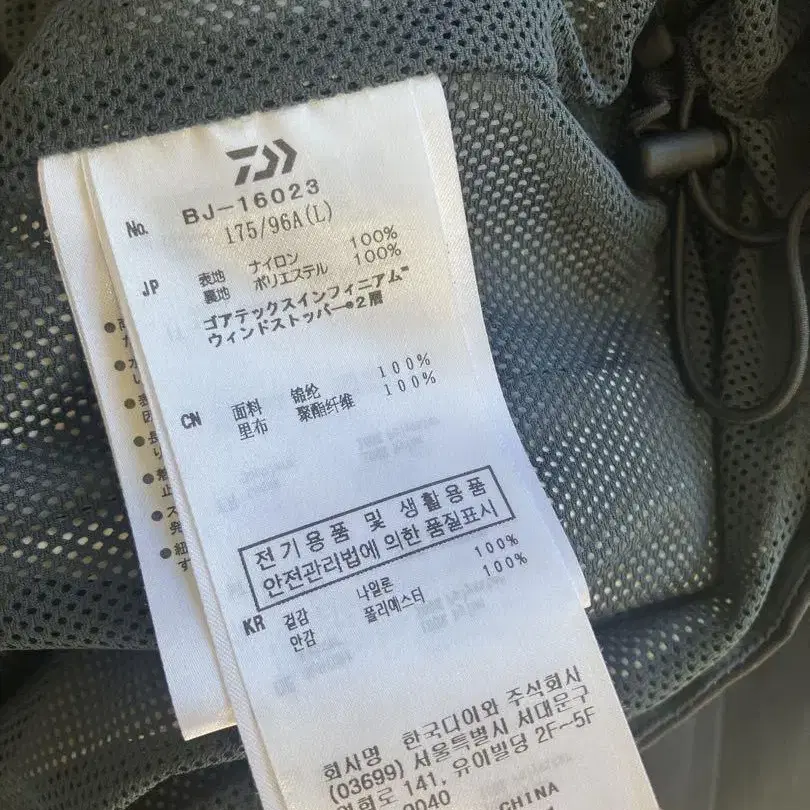 No. BJ-16023
175/96A(L)
JP 表地 ナイロン 100%
裏地 ポリエステル 100%
ゴアテックスインフィニアム™
ウィンドストッパー®2層
CN 面料 锦纶 100%
里布 聚酯纤维 100%
전기용품 및 생활용품
안전관리법에 의한 품질표시
KR 겉감 나일론 100%
안감 폴리에스터 100%
회사명 한국다이와 주식회사
(03699) 서울특별시 서대문구
141, 유이빌딩 2F~5F
0040
CHINA